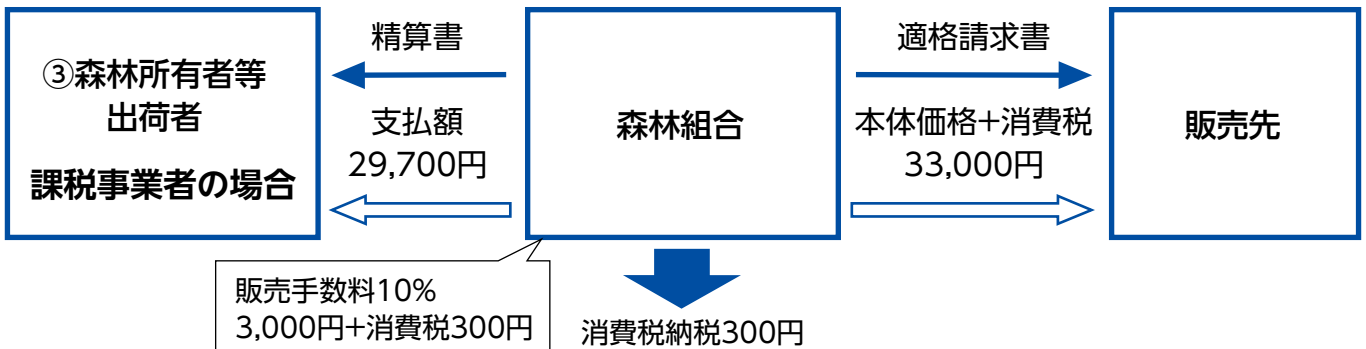 ③森林所有者等
出荷者
課税事業者の場合
精算書
支払額
29,700円
森林組合
適格請求書
本体価格+消費税
33,000円
販売先
販売手数料10%
3,000円+消費税300円
消費税納税300円